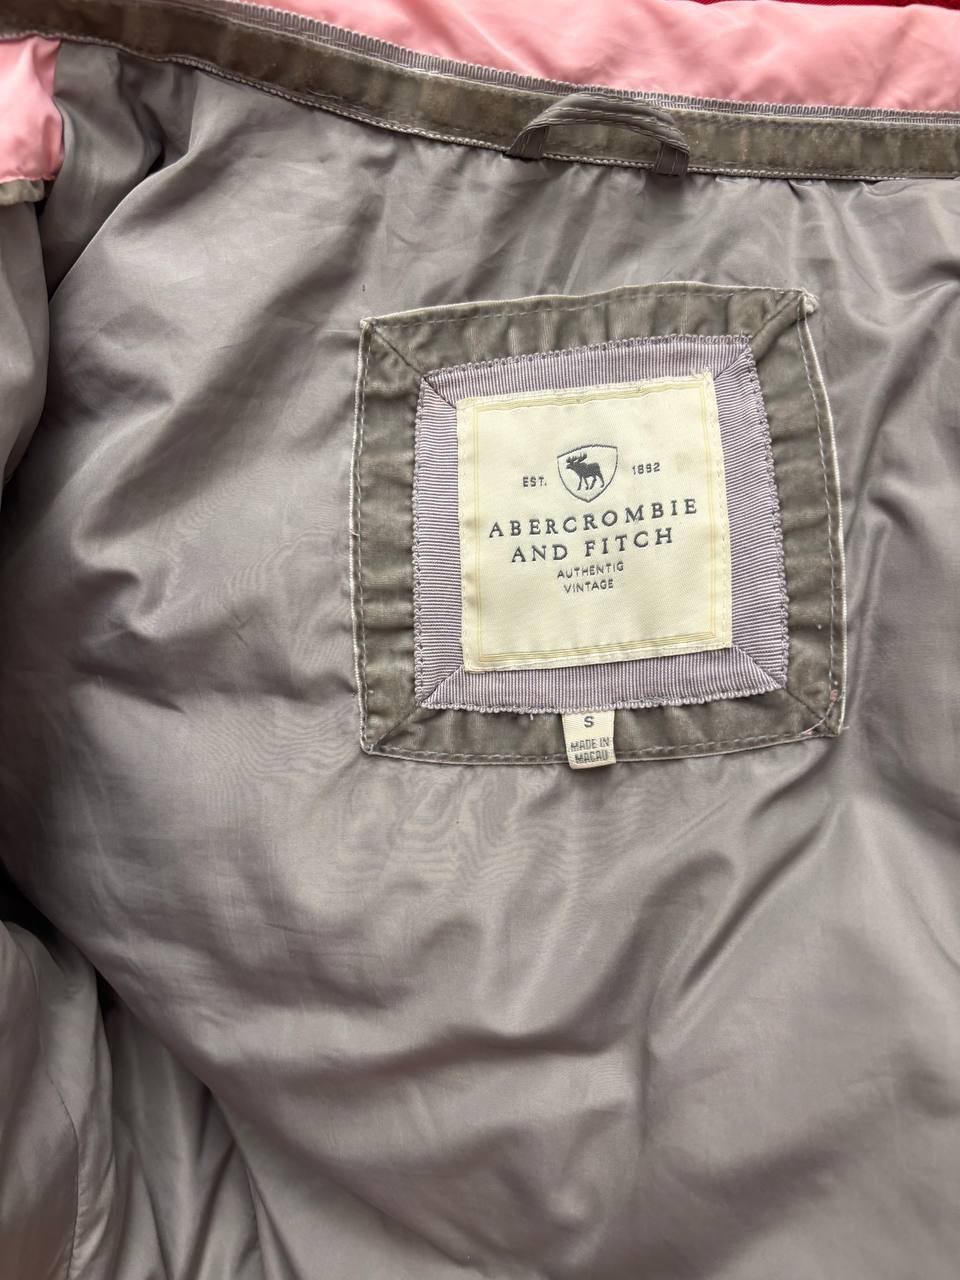 EST. 1892
ABERCROMBIE
AND FITCH
AUTHENTIC
VINTAGE
S
MADE IN
MACAU